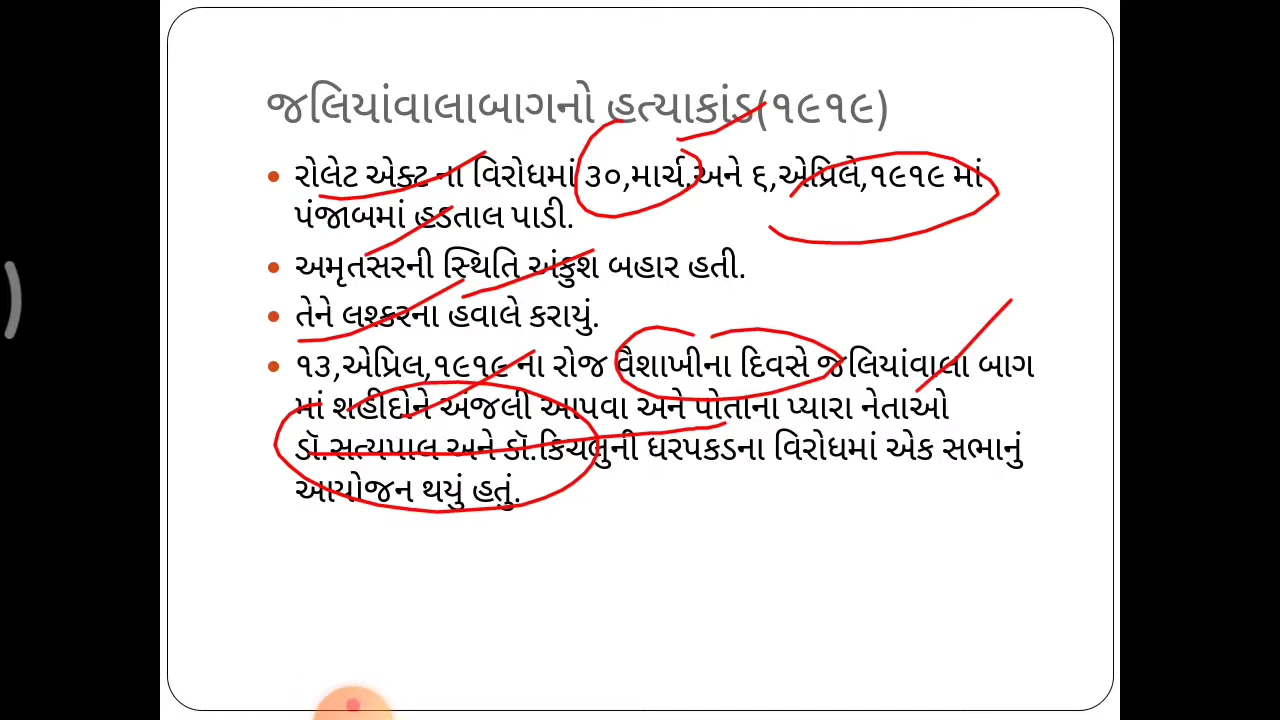 જલિયાંવાલાબાગનો હત્યાકાંડ(૧૯૧૯)
રોલેટ એક્ટ ના વિરોધમાં ૩૦,માર્ચ,અને ૬,એપ્રિલે,૧૯૧૯ માં
પંજાબમાં હડતાલ પાડી.
અમૃતસરની સ્થિતિ અંકુશ બહાર હતી.
તેને લશ્કરના હવાલે કરાયું.
૧૩,એપ્રિલ,૧૯૧૯ ના રોજ વૈશાખીના દિવસે જલિયાંવાલા બાગ
માં શહીદોને અંજલી આપવા અને પોતાના પ્યારા નેતાઓ
ડૉ.સત્યપાલ અને ડૉ.કિચલુની ધરપકડના વિરોધમાં એક સભાનું
આયોજન થયું હતું.